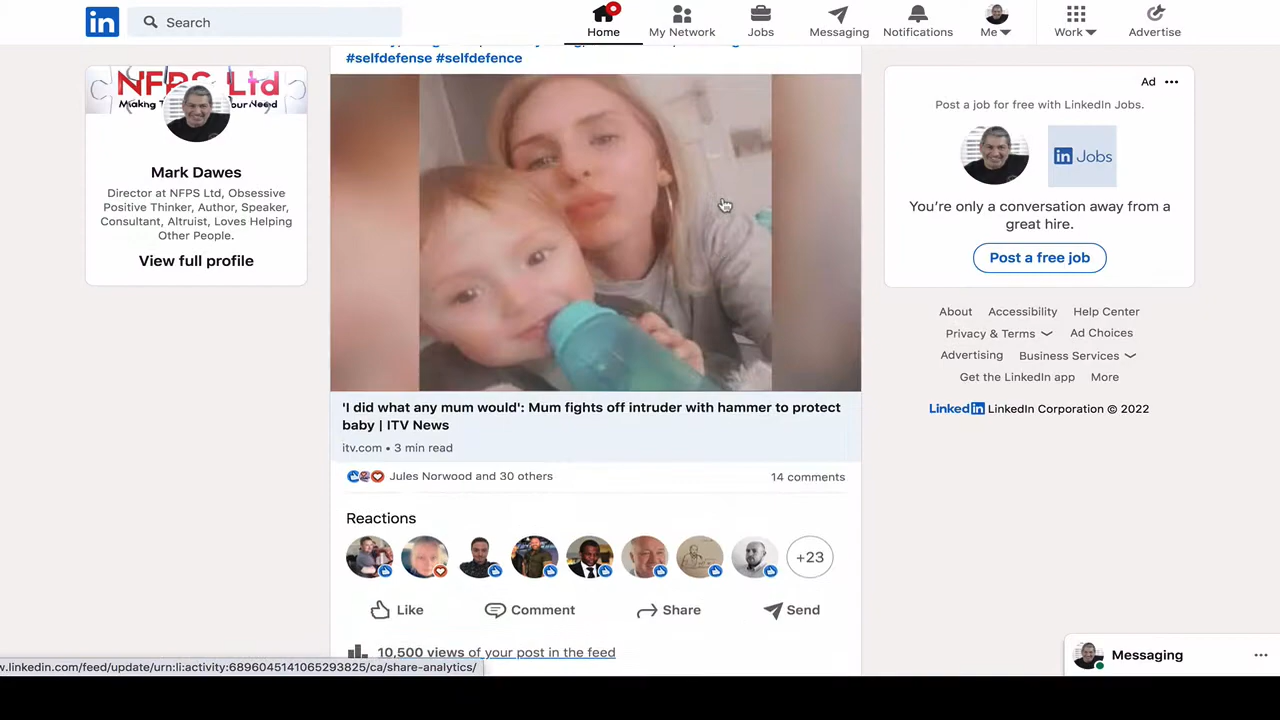 in
Search
Home
My Network
Jobs
Messaging
Notifications
Me
Work
Advertise
#selfdefense #selfdefence
NFPS Ltd
Mark Dawes
Director at NFPS Ltd, Obsessive
Positive Thinker, Author, Speaker,
Consultant, Altruist, Loves Helping
Other People.
View full profile
'I did what any mum would': Mum fights off intruder with hammer to protect
baby | ITV News
itv.com • 3 min read
Jules Norwood and 30 others
14 comments
Reactions
+23
Like
Comment
Share
Send
10,500 views of your post in the feed
w.linkedin.com/feed/update/urn:li:activity:6896045141065293825/ca/share-analytics/
Ad
Post a job for free with LinkedIn Jobs.
in Jobs
You're only a conversation away from a
great hire.
Post a free job
About Accessibility Help Center
Privacy & Terms Ad Choices
Advertising Business Services
Get the LinkedIn app More
Linkedin LinkedIn Corporation © 2022
Messaging